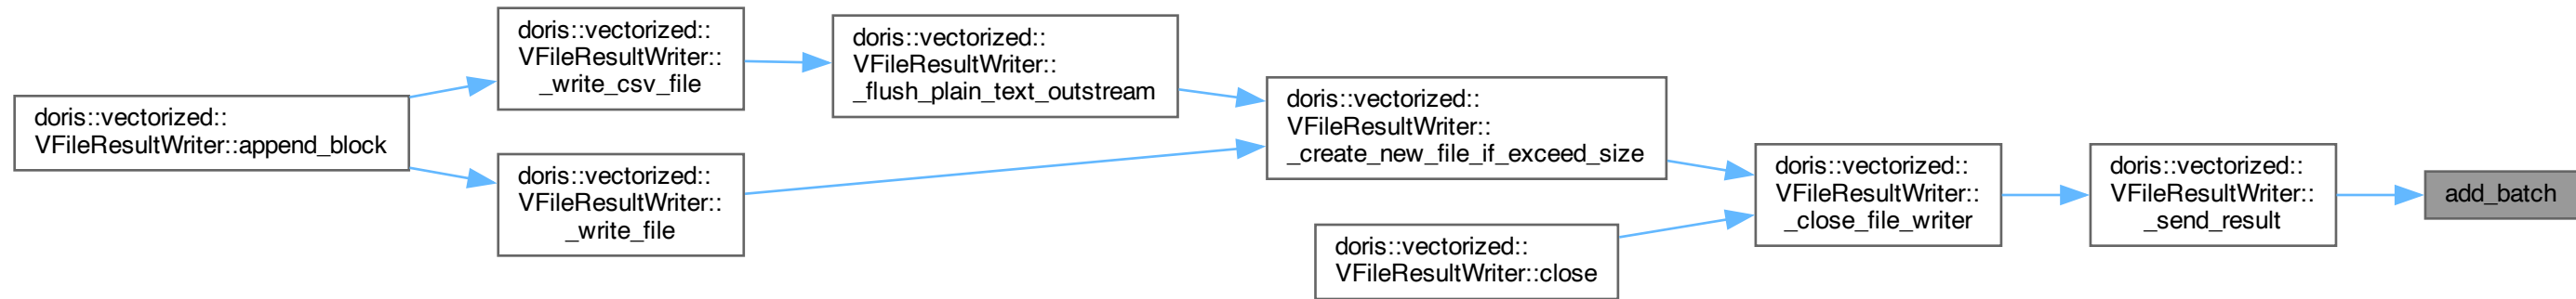 doris::vectorized::
VFileResultWriter::append_block
doris::vectorized::
VFileResultWriter::
_write_csv_file
doris::vectorized::
VFileResultWriter::
_write_file
doris::vectorized::
VFileResultWriter::
_flush_plain_text_outstream
doris::vectorized::
VFileResultWriter::
_create_new_file_if_exceed_size
doris::vectorized::
VFileResultWriter::close
doris::vectorized::
VFileResultWriter::
_close_file_writer
doris::vectorized::
VFileResultWriter::
_send_result
add_batch